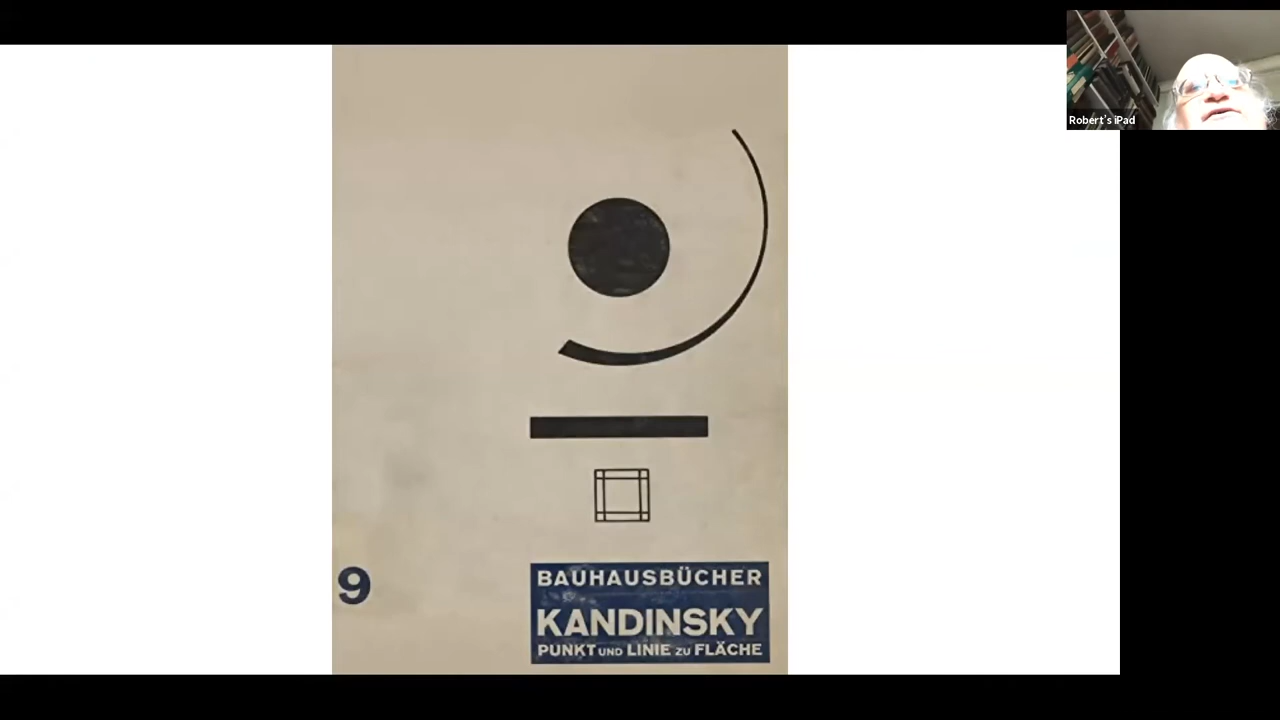 Robert's iPad
9
BAUHAUSBÜCHER
KANDINSKY
PUNKT UND LINIE ZU FLÄCHE